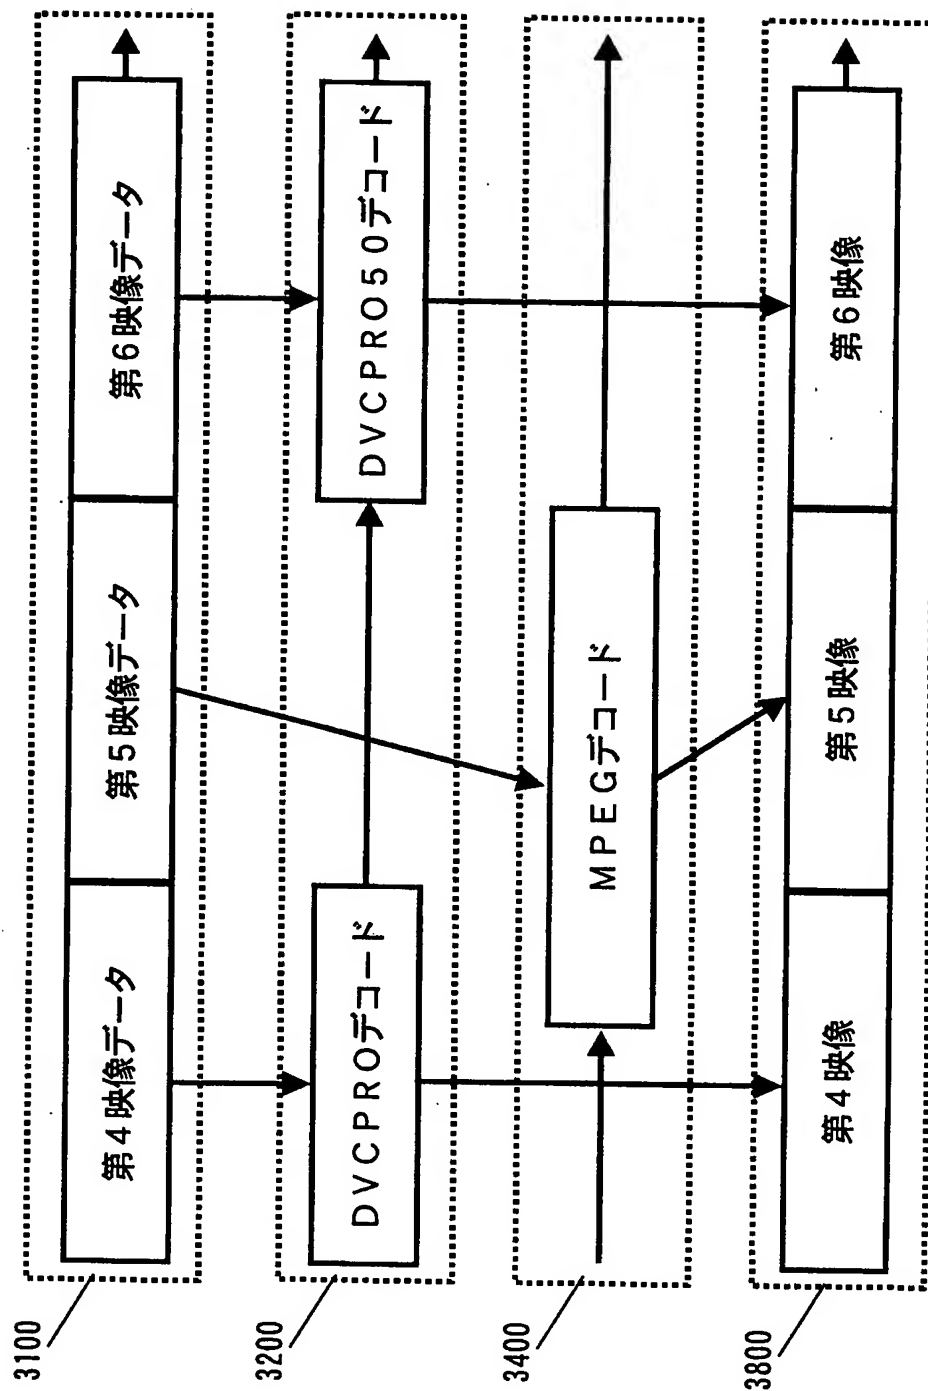 3100
第4映像データ
第5映像データ
第6映像データ
3200
DVCPROデコード
DVCPRO50デコード
3400
MPEGデコード
3800
第4映像
第5映像
第6映像